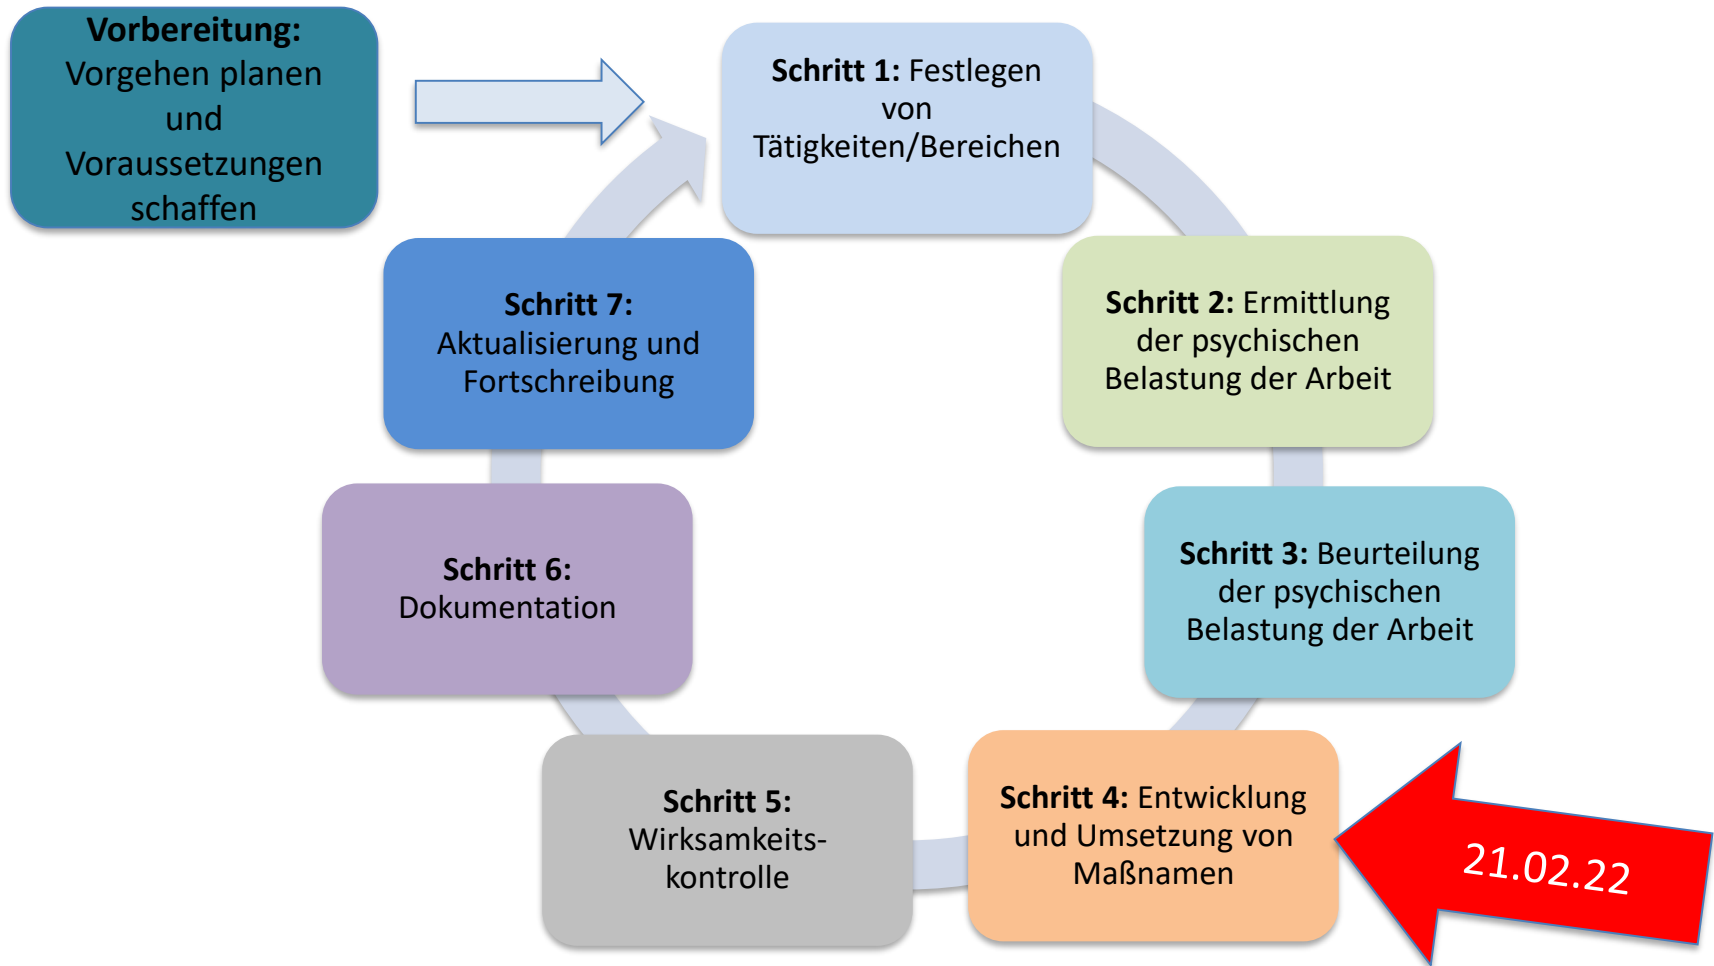 Vorbereitung:
Vorgehen planen
und
Voraussetzungen
schaffen
Schritt 1: Festlegen
von
Tätigkeiten/Bereichen
Schritt 2: Ermittlung
der psychischen
Belastung der Arbeit
Schritt 3: Beurteilung
der psychischen
Belastung der Arbeit
Schritt 4: Entwicklung
und Umsetzung von
Maßnamen
21.02.22
Schritt 5:
Wirksamkeits-
kontrolle
Schritt 6:
Dokumentation
Schritt 7:
Aktualisierung und
Fortschreibung